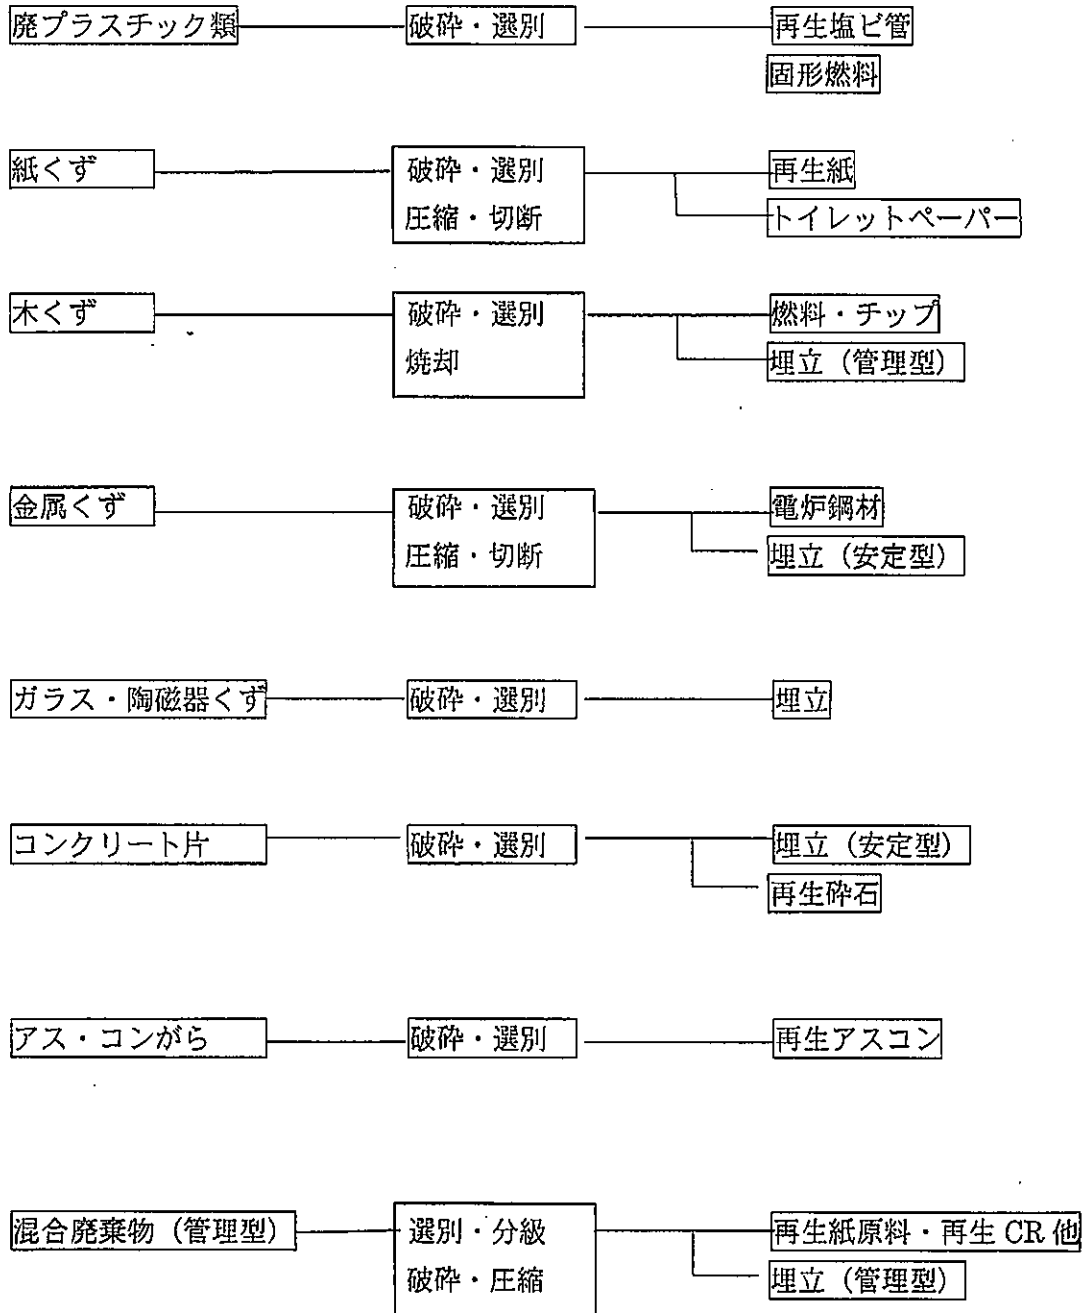 廃プラスチック類 破砕・選別 再生塩ビ管
固形燃料
紙くず 破砕・選別 再生紙
圧縮・切断 トイレットペーパー
木くず 破砕・選別 燃料・チップ
焼却 埋立（管理型）
金属くず 破砕・選別 電炉鋼材
圧縮・切断 埋立（安定型）
ガラス・陶磁器くず 破砕・選別 埋立
コンクリート片 破砕・選別 埋立（安定型）
再生砕石
アス・コンがら 破砕・選別 再生アスコン
混合廃棄物（管理型） 選別・分級 再生紙原料・再生 CR 他
破砕・圧縮 埋立（管理型）